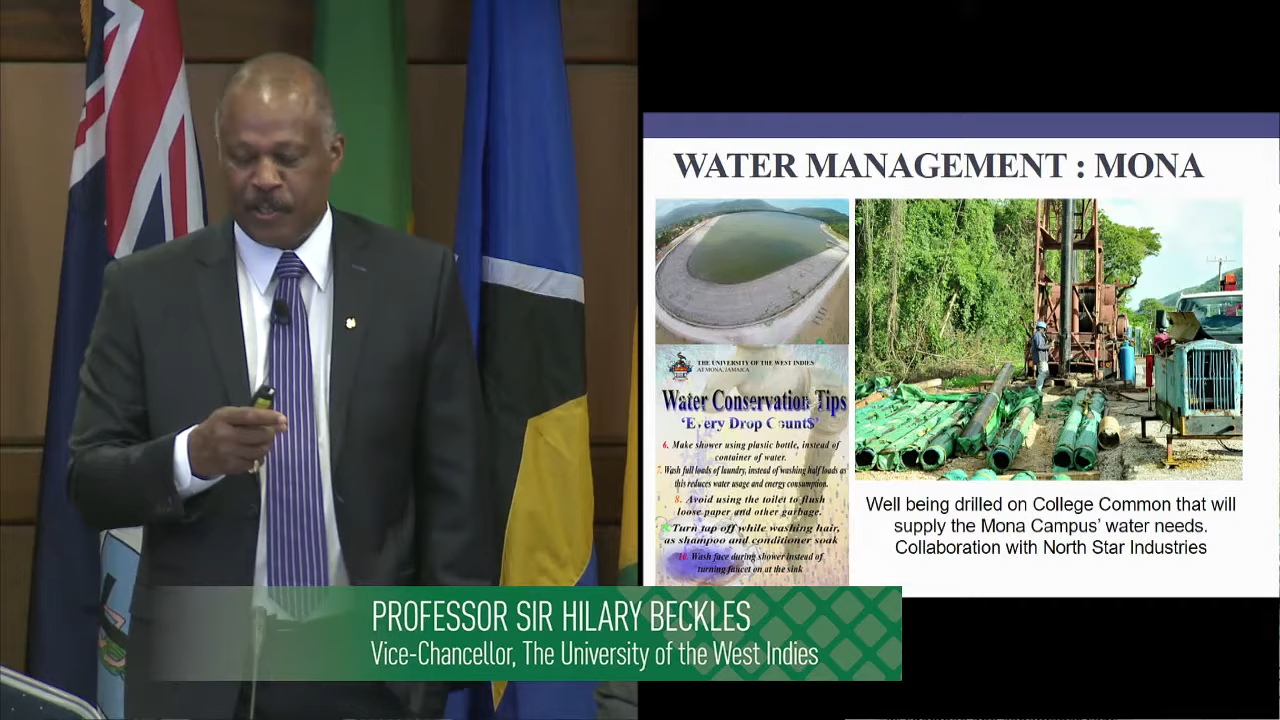 WATER MANAGEMENT : MONA
THE UNIVERSITY OF THE WEST INDIES
AT MONA, JAMAICA
Water Conservation Tips
'Every Drop Count$'
6. Make shower using plastic bottle, instead of
container of water.
7. Wash full loads of laundry, instead of washing half loads as
this reduces water usage and energy consumption.
8. Avoid using the toilet to flush
loose paper and other garbage.
Turn tap off while washing hair,
as shampoo and conditioner soak
10. Wash face during shower instead of
turning faucet on at the sink
Well being drilled on College Common that will
supply the Mona Campus' water needs.
Collaboration with North Star Industries
PROFESSOR SIR HILARY BECKLES
Vice-Chancellor, The University of the West Indies